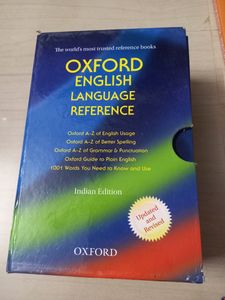 The world's most trusted reference books
OXFORD
ENGLISH
LANGUAGE
REFERENCE
Oxford A–Z of English Usage
Oxford A–Z of Better Spelling
Oxford A–Z of Grammar & Punctuation
Oxford Guide to Plain English
1001 Words You Need to Know and Use
Indian Edition
Updated
and
Revised
OXFORD